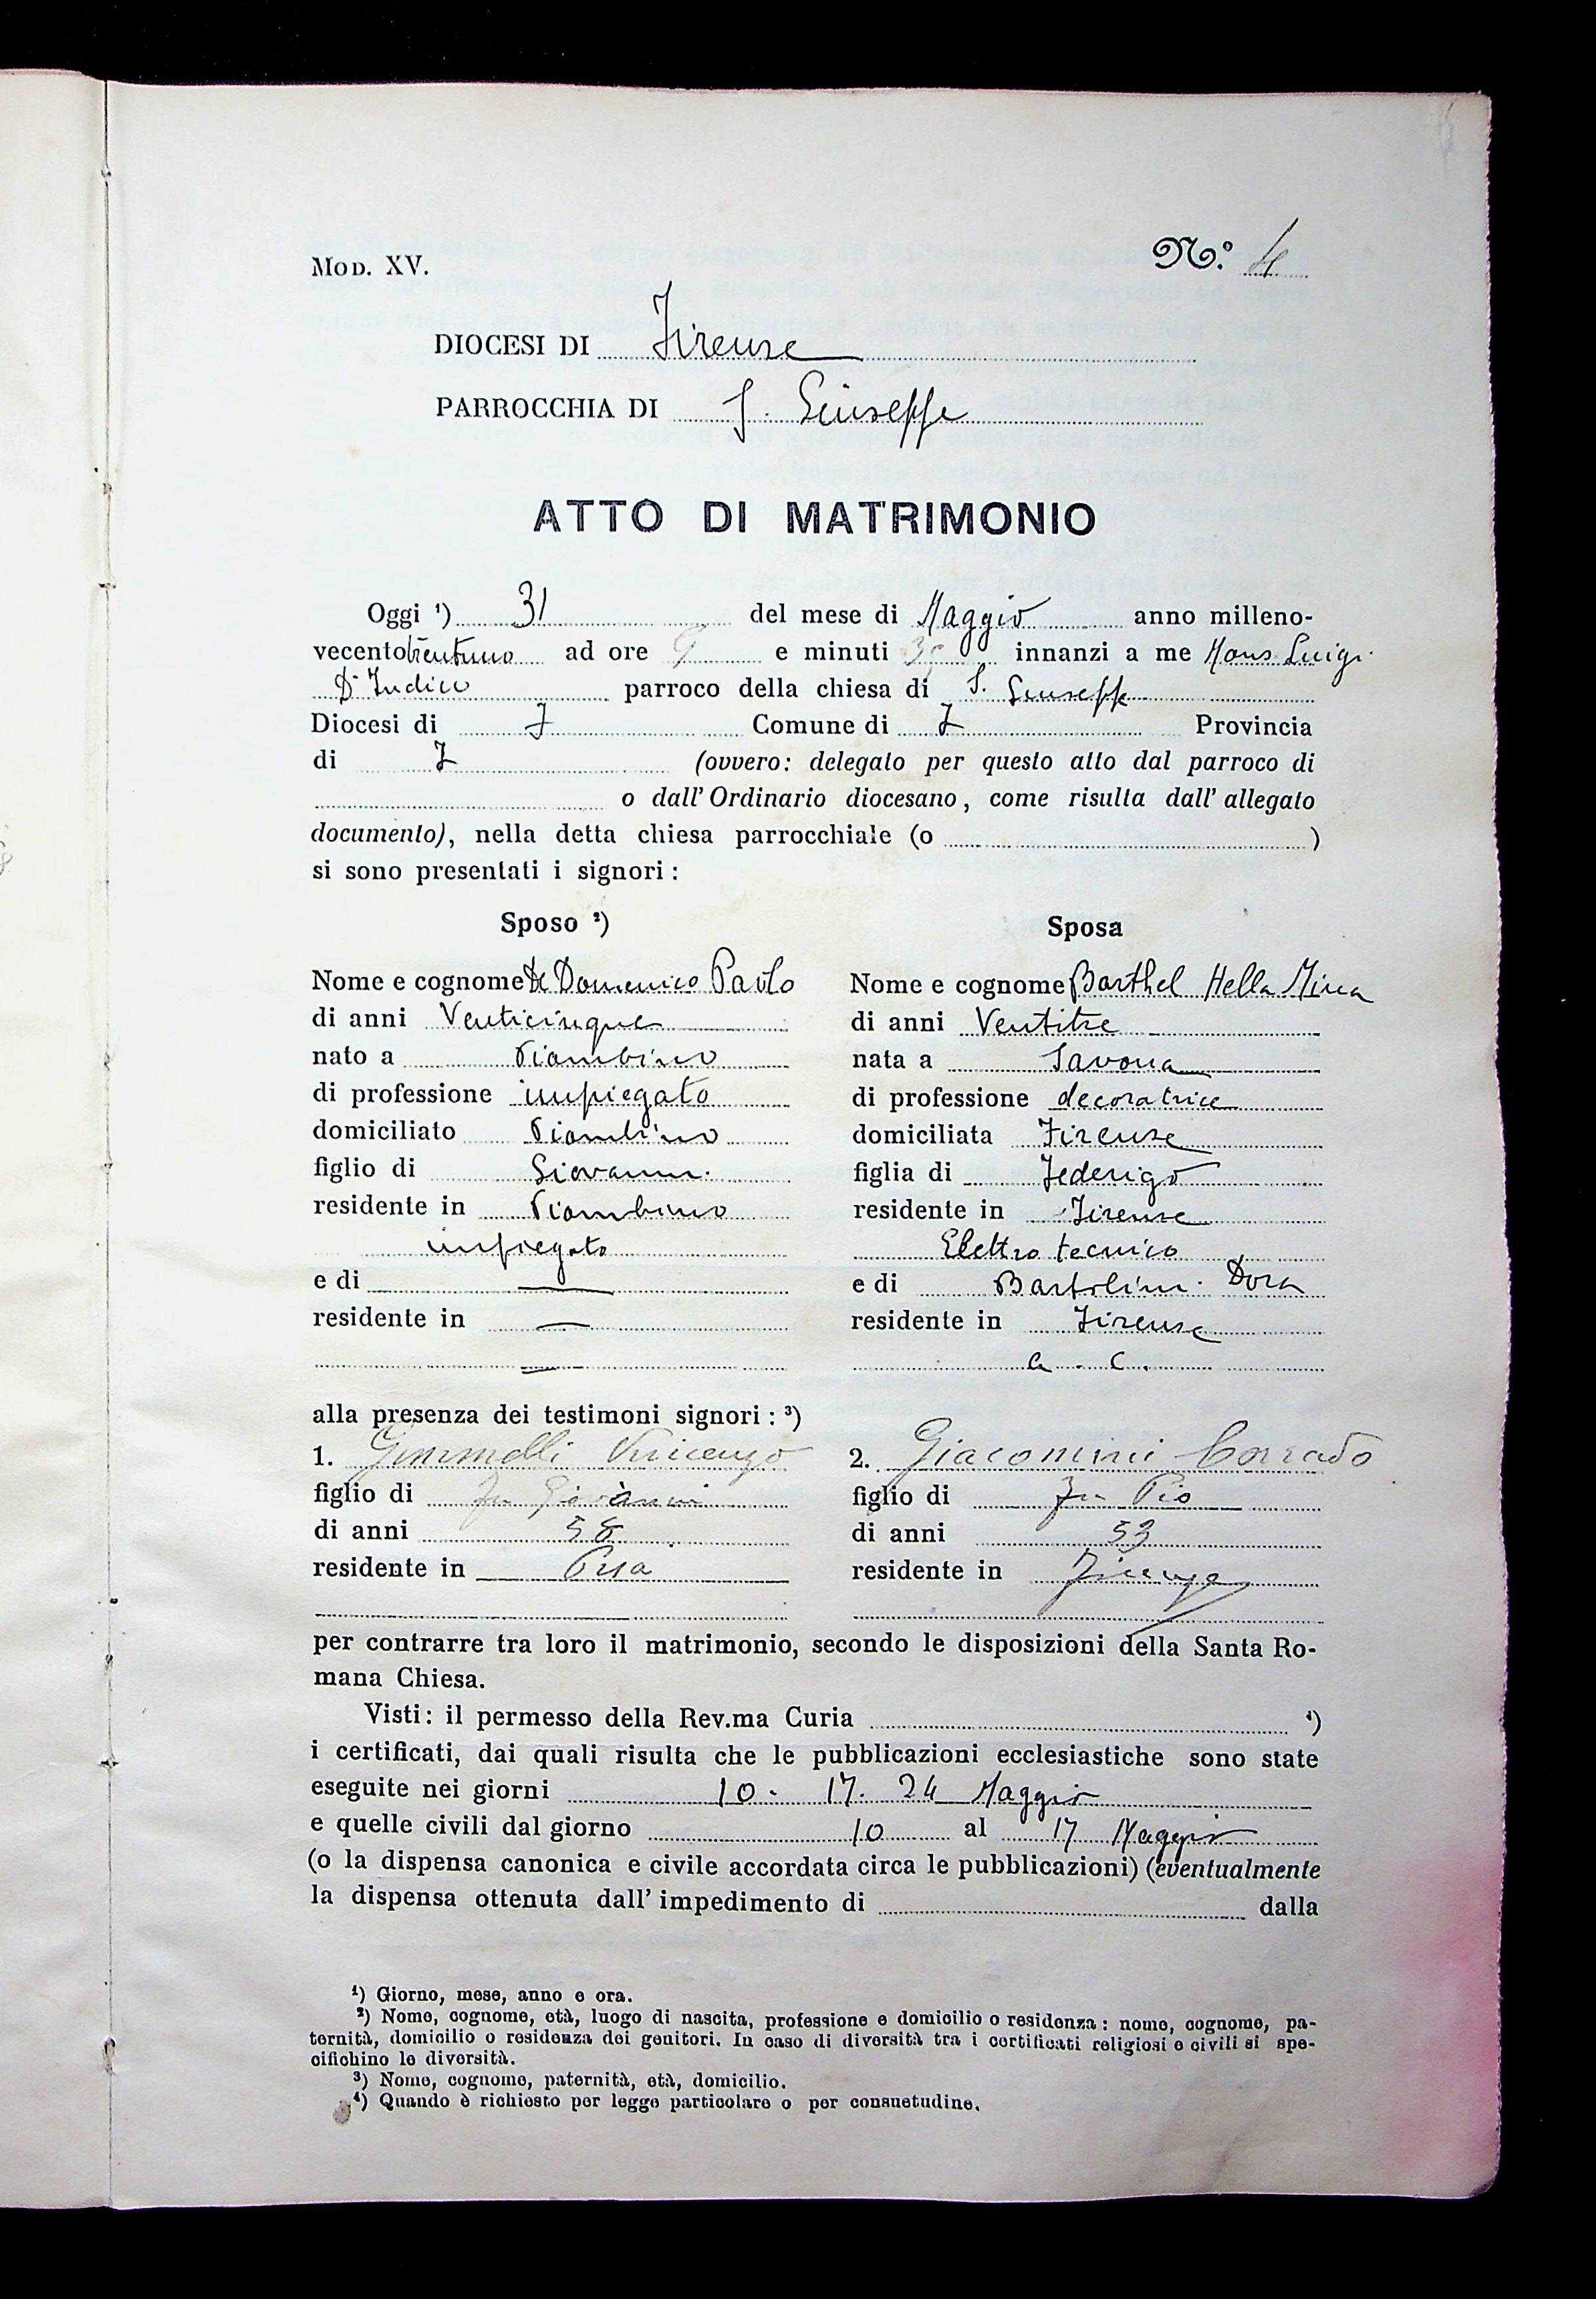 Mod. XV.
N.º 4
DIOCESI DI Firenze
PARROCCHIA DI S. Giuseppe
ATTO DI MATRIMONIO
Oggi ¹) 31 del mese di Maggio anno milleno-
vecento trentuno ad ore 9 e minuti 30 innanzi a me Mons Luigi
D'Indico parroco della chiesa di S. Giuseppe
Diocesi di F Comune di F Provincia
di F (ovvero: delegato per questo atto dal parroco di
o dall' Ordinario diocesano, come risulta dall' allegato
documento), nella detta chiesa parrocchiale (o )
si sono presentati i signori:
Sposo ²)
Nome e cognome De Domenico Paolo
di anni Venticinque
nato a Piombino
di professione impiegato
domiciliato Piombino
figlio di Giovanni
residente in Piombino
impiegato
e di —
residente in —
—
Sposa
Nome e cognome Barthel Hella Mina
di anni Ventitre
nata a Savona
di professione decoratrice
domiciliata Firenze
figlia di Federigo
residente in Firenze
Elettro tecnico
e di Bartolini Dora
residente in Firenze
a. c.
alla presenza dei testimoni signori: ³)
1. Gemmelli Vincenzo
figlio di fu Giovanni
di anni 58
residente in Pisa
2. Giacomini Corrado
figlio di fu Pio
di anni 53
residente in Firenze
per contrarre tra loro il matrimonio, secondo le disposizioni della Santa Ro-
mana Chiesa.
Visti: il permesso della Rev.ma Curia ⁴)
i certificati, dai quali risulta che le pubblicazioni ecclesiastiche sono state
eseguite nei giorni 10. 17. 24 Maggio
e quelle civili dal giorno 10 al 17 Maggio
(o la dispensa canonica e civile accordata circa le pubblicazioni) (eventualmente
la dispensa ottenuta dall' impedimento di dalla
¹) Giorno, mese, anno e ora.
²) Nome, cognome, età, luogo di nascita, professione e domicilio o residenza: nome, cognome, pa-
ternità, domicilio o residenza dei genitori. In caso di diversità tra i certificati religiosi e civili si spe-
cifichino le diversità.
³) Nome, cognome, paternità, età, domicilio.
⁴) Quando è richiesto per legge particolare o per consuetudine.